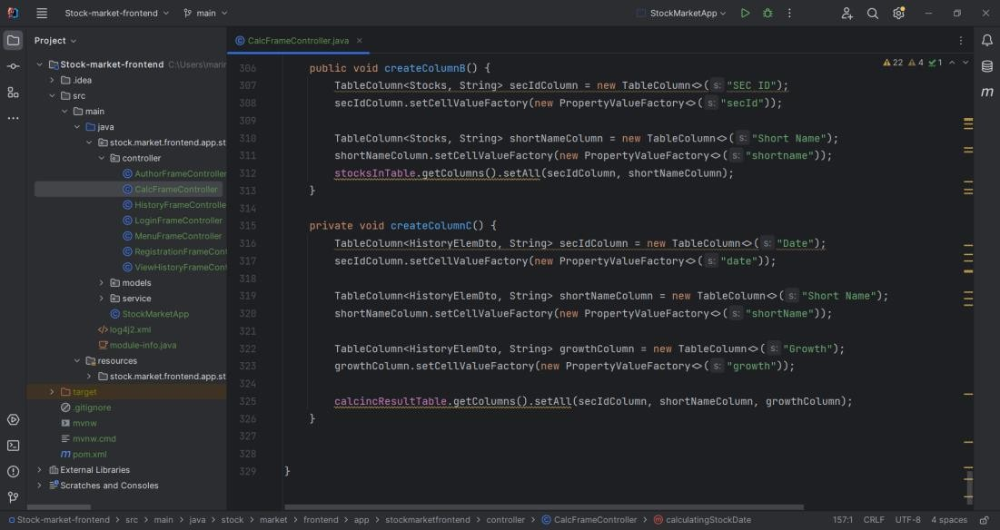 Stock-market-frontend
main
StockMarketApp
Project
CalcFrameController.java
Stock-market-frontend C:\Users\marin
.idea
src
main
java
stock.market.frontend.app.st
controller
AuthorFrameController
CalcFrameController
HistoryFrameControlle
LoginFrameController
MenuFrameController
RegistrationFrameCont
ViewHistoryFrameCont
models
service
StockMarketApp
log4j2.xml
module-info.java
resources
stock.market.frontend.app.st
target
.gitignore
mvnw
mvnw.cmd
pom.xml
External Libraries
Scratches and Consoles
22 4 1
306 public void createColumnB() {
307 TableColumn<Stocks, String> secIdColumn = new TableColumn<>( s: "SEC ID");
308 secIdColumn.setCellValueFactory(new PropertyValueFactory<>( s: "secId"));
309
310 TableColumn<Stocks, String> shortNameColumn = new TableColumn<>( s: "Short Name");
311 shortNameColumn.setCellValueFactory(new PropertyValueFactory<>( s: "shortname"));
312 stocksInTable.getColumns().setAll(secIdColumn, shortNameColumn);
313 }
314
315 private void createColumnC() {
316 TableColumn<HistoryElemDto, String> secIdColumn = new TableColumn<>( s: "Date");
317 secIdColumn.setCellValueFactory(new PropertyValueFactory<>( s: "date"));
318
319 TableColumn<HistoryElemDto, String> shortNameColumn = new TableColumn<>( s: "Short Name");
320 shortNameColumn.setCellValueFactory(new PropertyValueFactory<>( s: "shortName"));
321
322 TableColumn<HistoryElemDto, String> growthColumn = new TableColumn<>( s: "Growth");
323 growthColumn.setCellValueFactory(new PropertyValueFactory<>( s: "growth"));
324
325 calcincResultTable.getColumns().setAll(secIdColumn, shortNameColumn, growthColumn);
326 }
327
328
329 }
Stock-market-frontend > src > main > java > stock > market > frontend > app > stockmarketfrontend > controller > CalcFrameController > calculatingStockDate
157:1 CRLF UTF-8 4 spaces